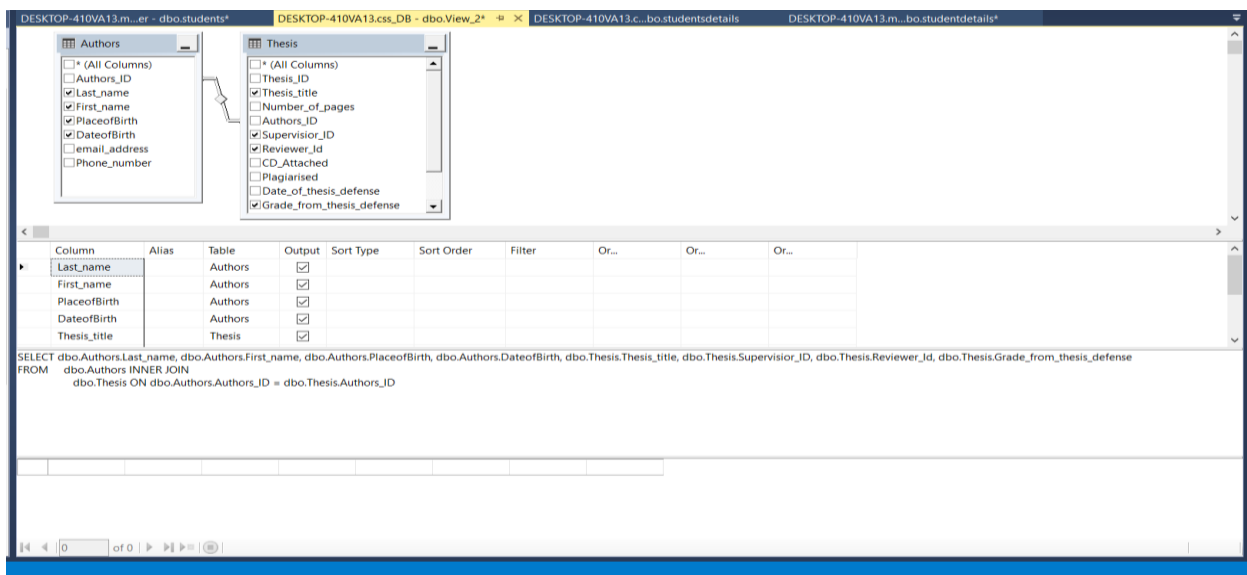 DESKTOP-410VA13.m...er - dbo.students*
DESKTOP-410VA13.css_DB - dbo.View_2*
DESKTOP-410VA13.c...bo.studentsdetails
DESKTOP-410VA13.m...bo.studentdetails*
Authors
* (All Columns)
Authors_ID
Last_name
First_name
PlaceofBirth
DateofBirth
email_address
Phone_number
Thesis
* (All Columns)
Thesis_ID
Thesis_title
Number_of_pages
Authors_ID
Supervisior_ID
Reviewer_Id
CD_Attached
Plagiarised
Date_of_thesis_defense
Grade_from_thesis_defense
Column Alias Table Output Sort Type Sort Order Filter Or... Or... Or...
Last_name Authors
First_name Authors
PlaceofBirth Authors
DateofBirth Authors
Thesis_title Thesis
SELECT dbo.Authors.Last_name, dbo.Authors.First_name, dbo.Authors.PlaceofBirth, dbo.Authors.DateofBirth, dbo.Thesis.Thesis_title, dbo.Thesis.Supervisior_ID, dbo.Thesis.Reviewer_Id, dbo.Thesis.Grade_from_thesis_defense
FROM dbo.Authors INNER JOIN
dbo.Thesis ON dbo.Authors.Authors_ID = dbo.Thesis.Authors_ID
0 of 0